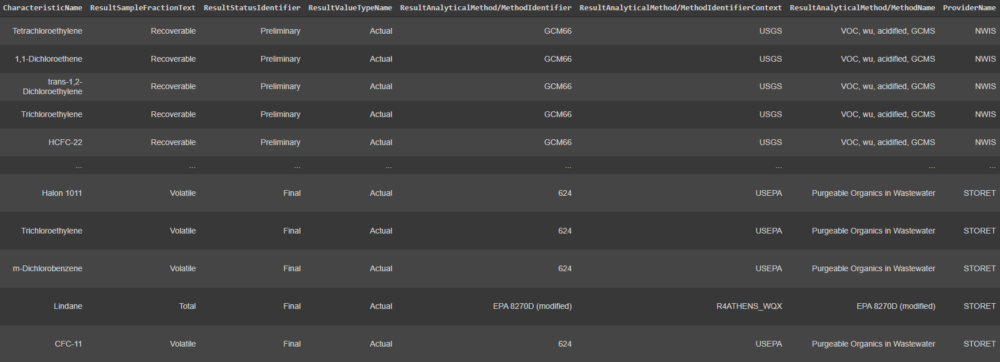 CharacteristicName ResultSampleFractionText ResultStatusIdentifier ResultValueTypeName ResultAnalyticalMethod/MethodIdentifier ResultAnalyticalMethod/MethodIdentifierContext ResultAnalyticalMethod/MethodName ProviderName
Tetrachloroethylene Recoverable Preliminary Actual GCM66 USGS VOC, wu, acidified, GCMS NWIS
1,1-Dichloroethene Recoverable Preliminary Actual GCM66 USGS VOC, wu, acidified, GCMS NWIS
trans-1,2-
Dichloroethylene Recoverable Preliminary Actual GCM66 USGS VOC, wu, acidified, GCMS NWIS
Trichloroethylene Recoverable Preliminary Actual GCM66 USGS VOC, wu, acidified, GCMS NWIS
HCFC-22 Recoverable Preliminary Actual GCM66 USGS VOC, wu, acidified, GCMS NWIS
... ... ... ... ... ... ... ...
Halon 1011 Volatile Final Actual 624 USEPA Purgeable Organics in Wastewater STORET
Trichloroethylene Volatile Final Actual 624 USEPA Purgeable Organics in Wastewater STORET
m-Dichlorobenzene Volatile Final Actual 624 USEPA Purgeable Organics in Wastewater STORET
Lindane Total Final Actual EPA 8270D (modified) R4ATHENS_WQX EPA 8270D (modified) STORET
CFC-11 Volatile Final Actual 624 USEPA Purgeable Organics in Wastewater STORET